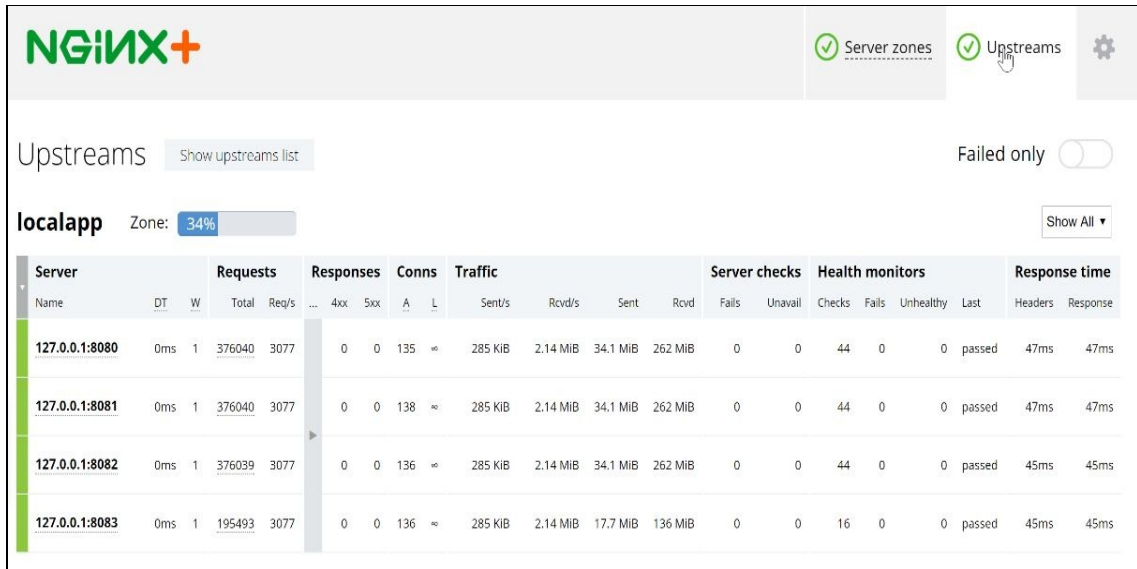 NGiNX+
Server zones
Upstreams
Upstreams Show upstreams list Failed only
localapp Zone: 34% Show All ▾
Server Requests Responses Conns Traffic Server checks Health monitors Response time
Name DT W Total Req/s ... 4xx 5xx A L Sent/s Rcvd/s Sent Rcvd Fails Unavail Checks Fails Unhealthy Last Headers Response
127.0.0.1:8080 0ms 1 376040 3077 0 0 135 ∞ 285 KiB 2.14 MiB 34.1 MiB 262 MiB 0 0 44 0 0 passed 47ms 47ms
127.0.0.1:8081 0ms 1 376040 3077 0 0 138 ∞ 285 KiB 2.14 MiB 34.1 MiB 262 MiB 0 0 44 0 0 passed 47ms 47ms
127.0.0.1:8082 0ms 1 376039 3077 0 0 136 ∞ 285 KiB 2.14 MiB 34.1 MiB 262 MiB 0 0 44 0 0 passed 45ms 45ms
127.0.0.1:8083 0ms 1 195493 3077 0 0 136 ∞ 285 KiB 2.14 MiB 17.7 MiB 136 MiB 0 0 16 0 0 passed 45ms 45ms